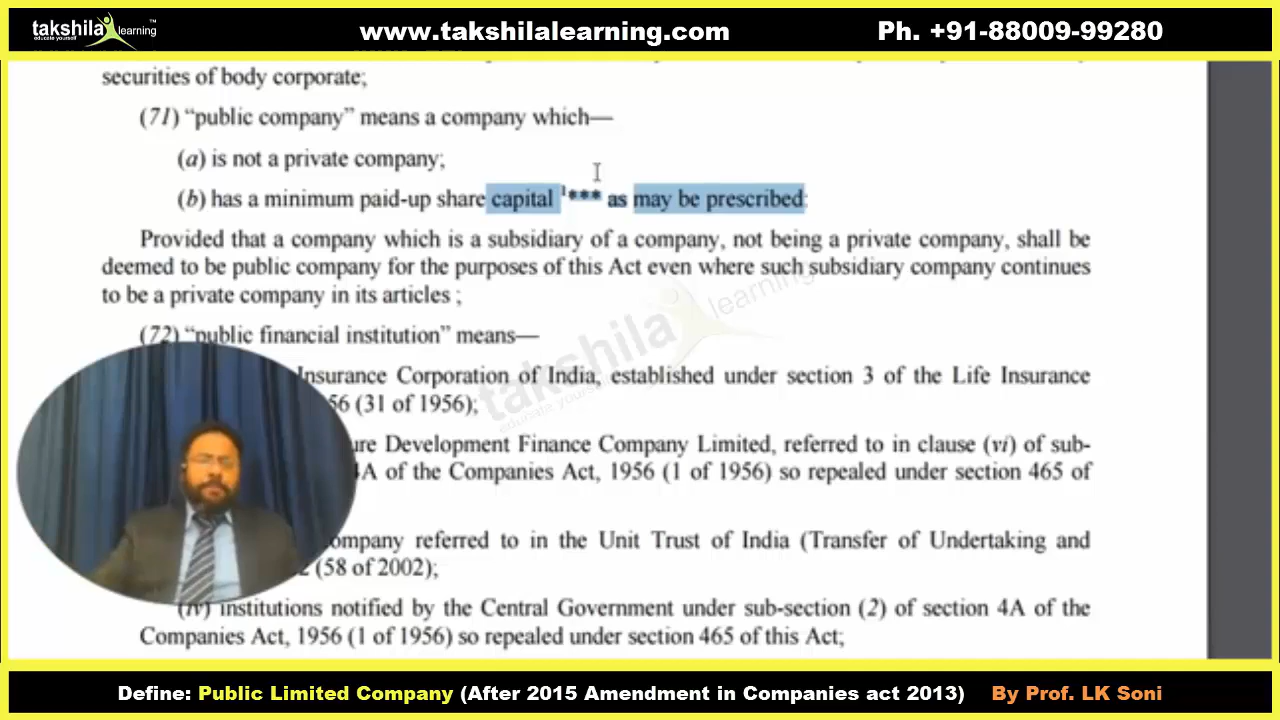 takshila learning
educate yourself
www.takshilalearning.com
Ph. +91-88009-99280
securities of body corporate;
(71) “public company” means a company which—
(a) is not a private company;
(b) has a minimum paid-up share capital 1*** as may be prescribed:
Provided that a company which is a subsidiary of a company, not being a private company, shall be
deemed to be public company for the purposes of this Act even where such subsidiary company continues
to be a private company in its articles ;
(72) “public financial institution” means—
Insurance Corporation of India, established under section 3 of the Life Insurance
56 (31 of 1956);
ure Development Finance Company Limited, referred to in clause (vi) of sub-
4A of the Companies Act, 1956 (1 of 1956) so repealed under section 465 of
ompany referred to in the Unit Trust of India (Transfer of Undertaking and
2 (58 of 2002);
(iv) institutions notified by the Central Government under sub-section (2) of section 4A of the
Companies Act, 1956 (1 of 1956) so repealed under section 465 of this Act;
takshila learning
educate yourself
Define: Public Limited Company (After 2015 Amendment in Companies act 2013) By Prof. LK Soni